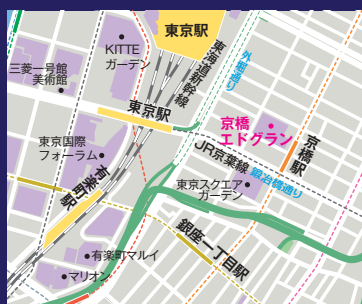 東京駅
KITTE
ガーデン
三菱一号館
美術館
東海道新幹線
外堀通り
東京駅
京橋
エドグラン
京橋駅
東京国際
フォーラム
JR京葉線
鍛冶橋通り
有楽町駅
東京スクエア
ガーデン
銀座一丁目駅
有楽町マルイ
マリオン